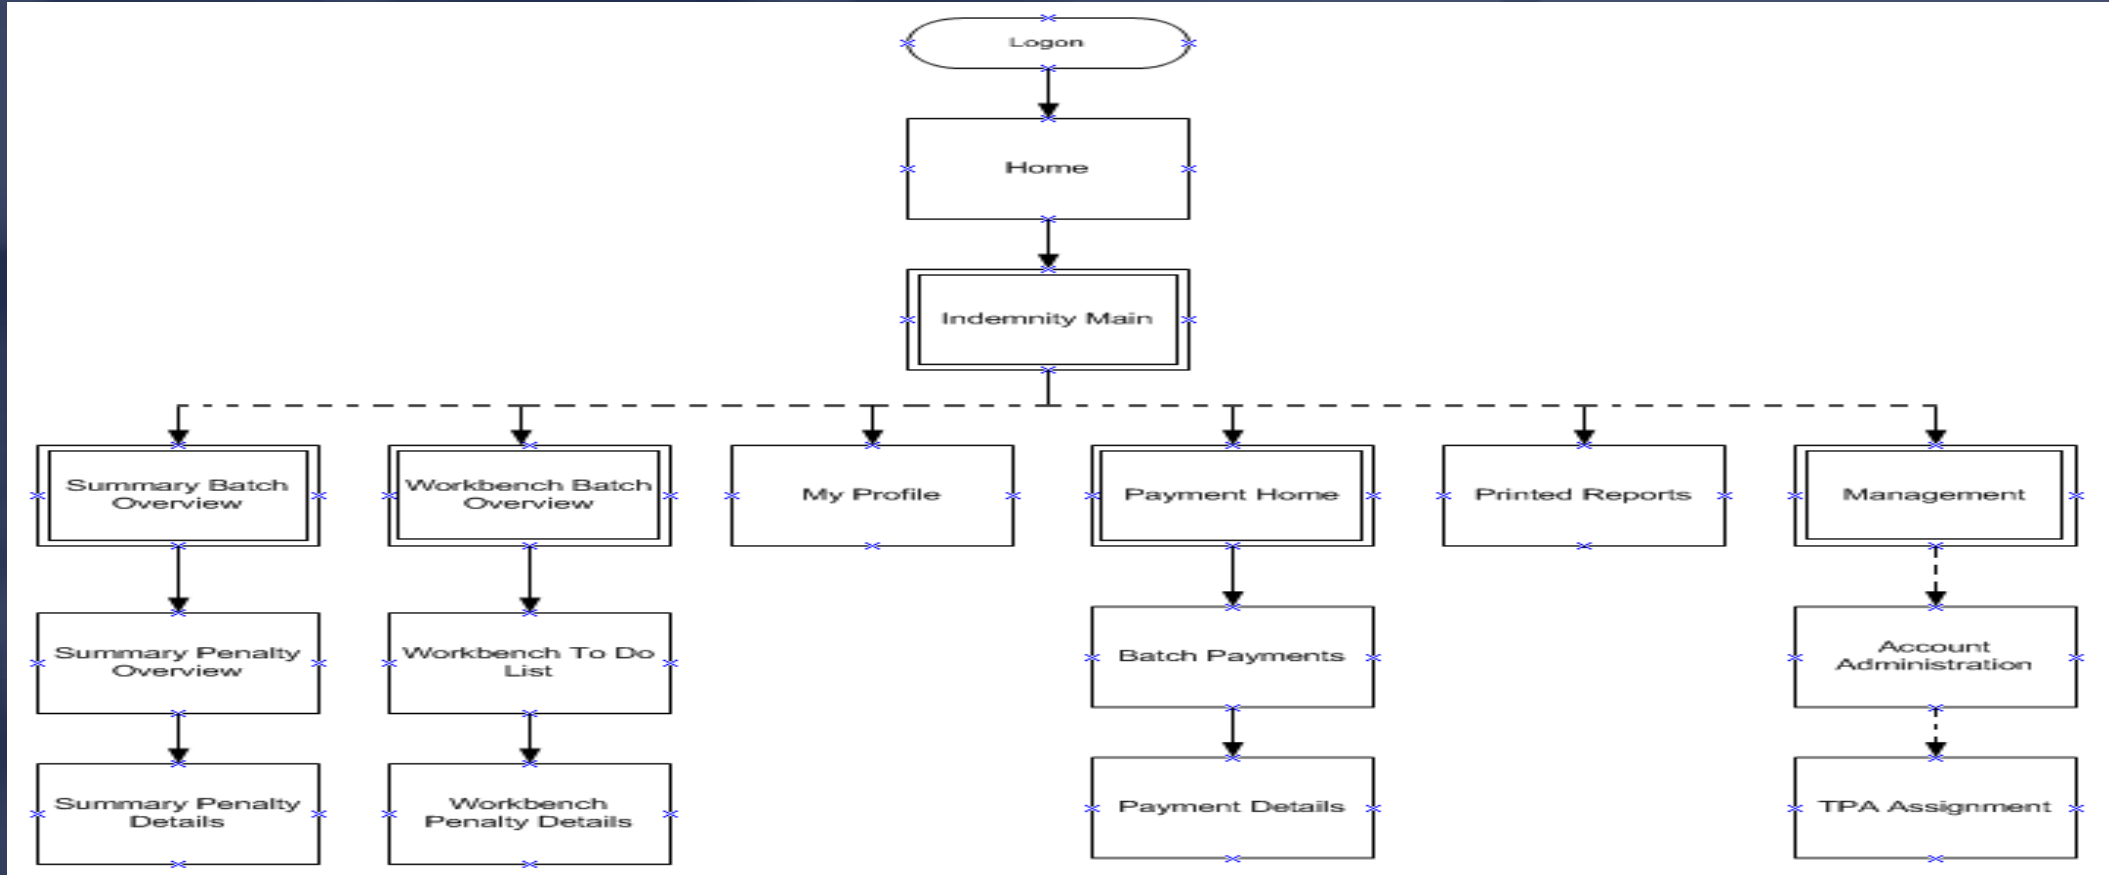 Logon
Home
Indemnity Main
Summary Batch
Overview
Workbench Batch
Overview
My Profile
Payment Home
Printed Reports
Management
Summary Penalty
Overview
Workbench To Do
List
Batch Payments
Account
Administration
Summary Penalty
Details
Workbench
Penalty Details
Payment Details
TPA Assignment